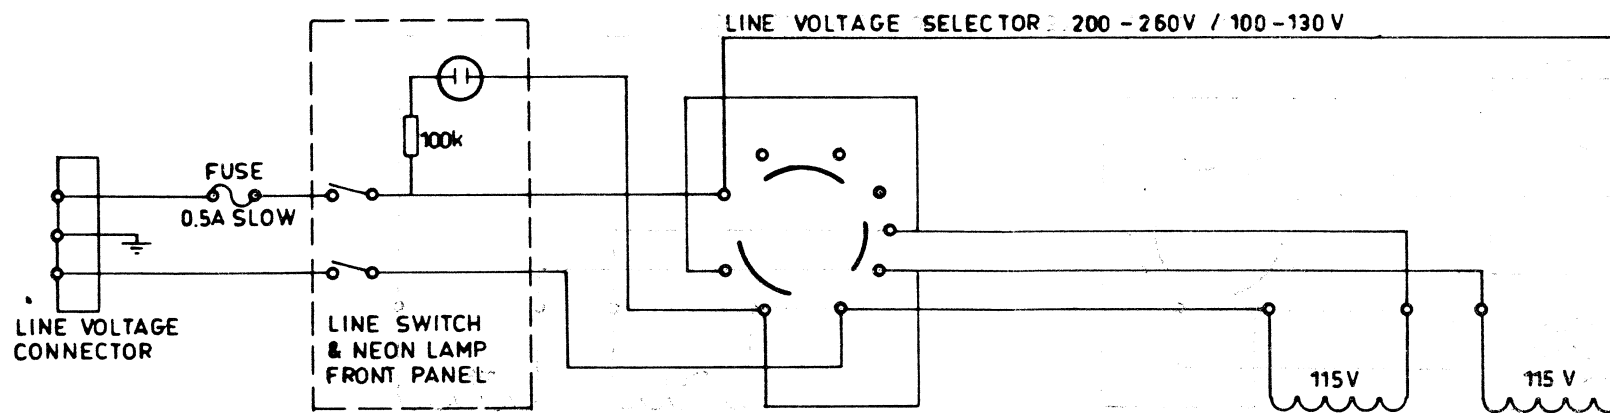 LINE VOLTAGE SELECTOR 200-260V / 100-130V
100k
FUSE
0.5A SLOW
LINE VOLTAGE
CONNECTOR
LINE SWITCH
& NEON LAMP
FRONT PANEL
115V
115V